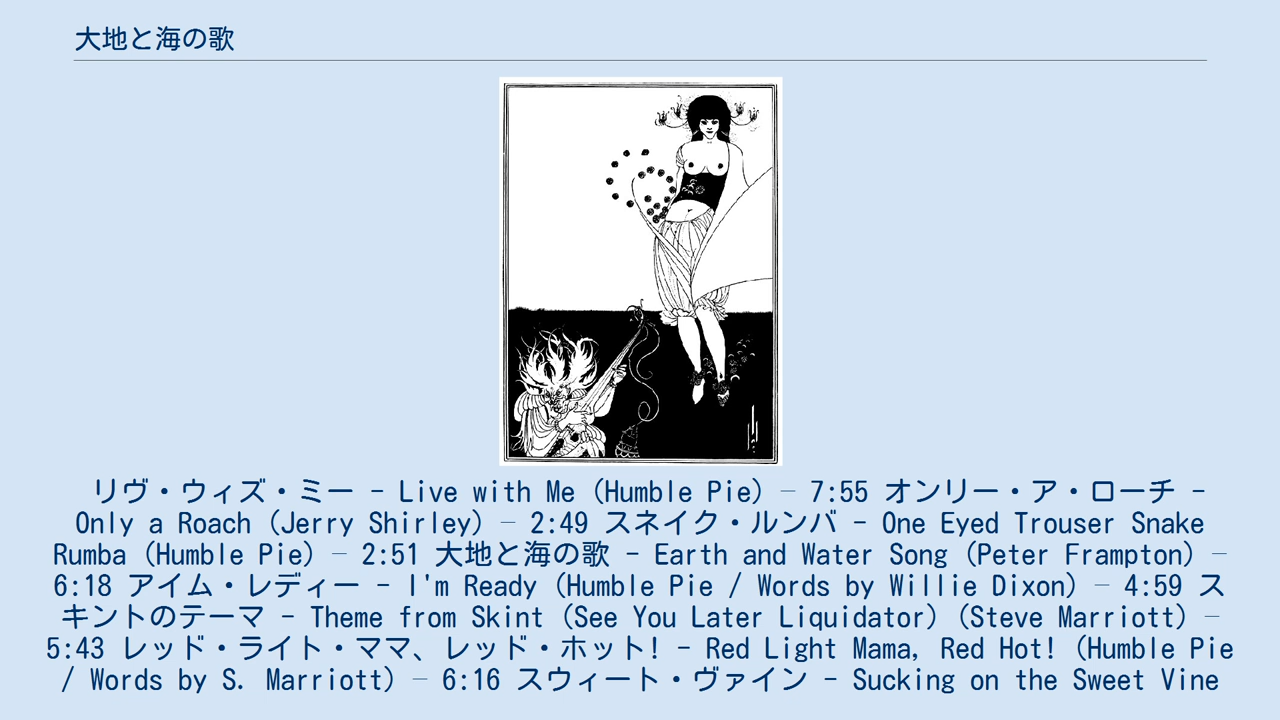 大地と海の歌
リヴ・ウィズ・ミー - Live with Me (Humble Pie) – 7:55 オンリー・ア・ローチ -
Only a Roach (Jerry Shirley) – 2:49 スネイク・ルンバ - One Eyed Trouser Snake
Rumba (Humble Pie) – 2:51 大地と海の歌 - Earth and Water Song (Peter Frampton) –
6:18 アイム・レディー - I'm Ready (Humble Pie / Words by Willie Dixon) – 4:59 ス
キントのテーマ - Theme from Skint (See You Later Liquidator) (Steve Marriott) –
5:43 レッド・ライト・ママ、レッド・ホット! - Red Light Mama, Red Hot! (Humble Pie
/ Words by S. Marriott) – 6:16 スウィート・ヴァイン - Sucking on the Sweet Vine